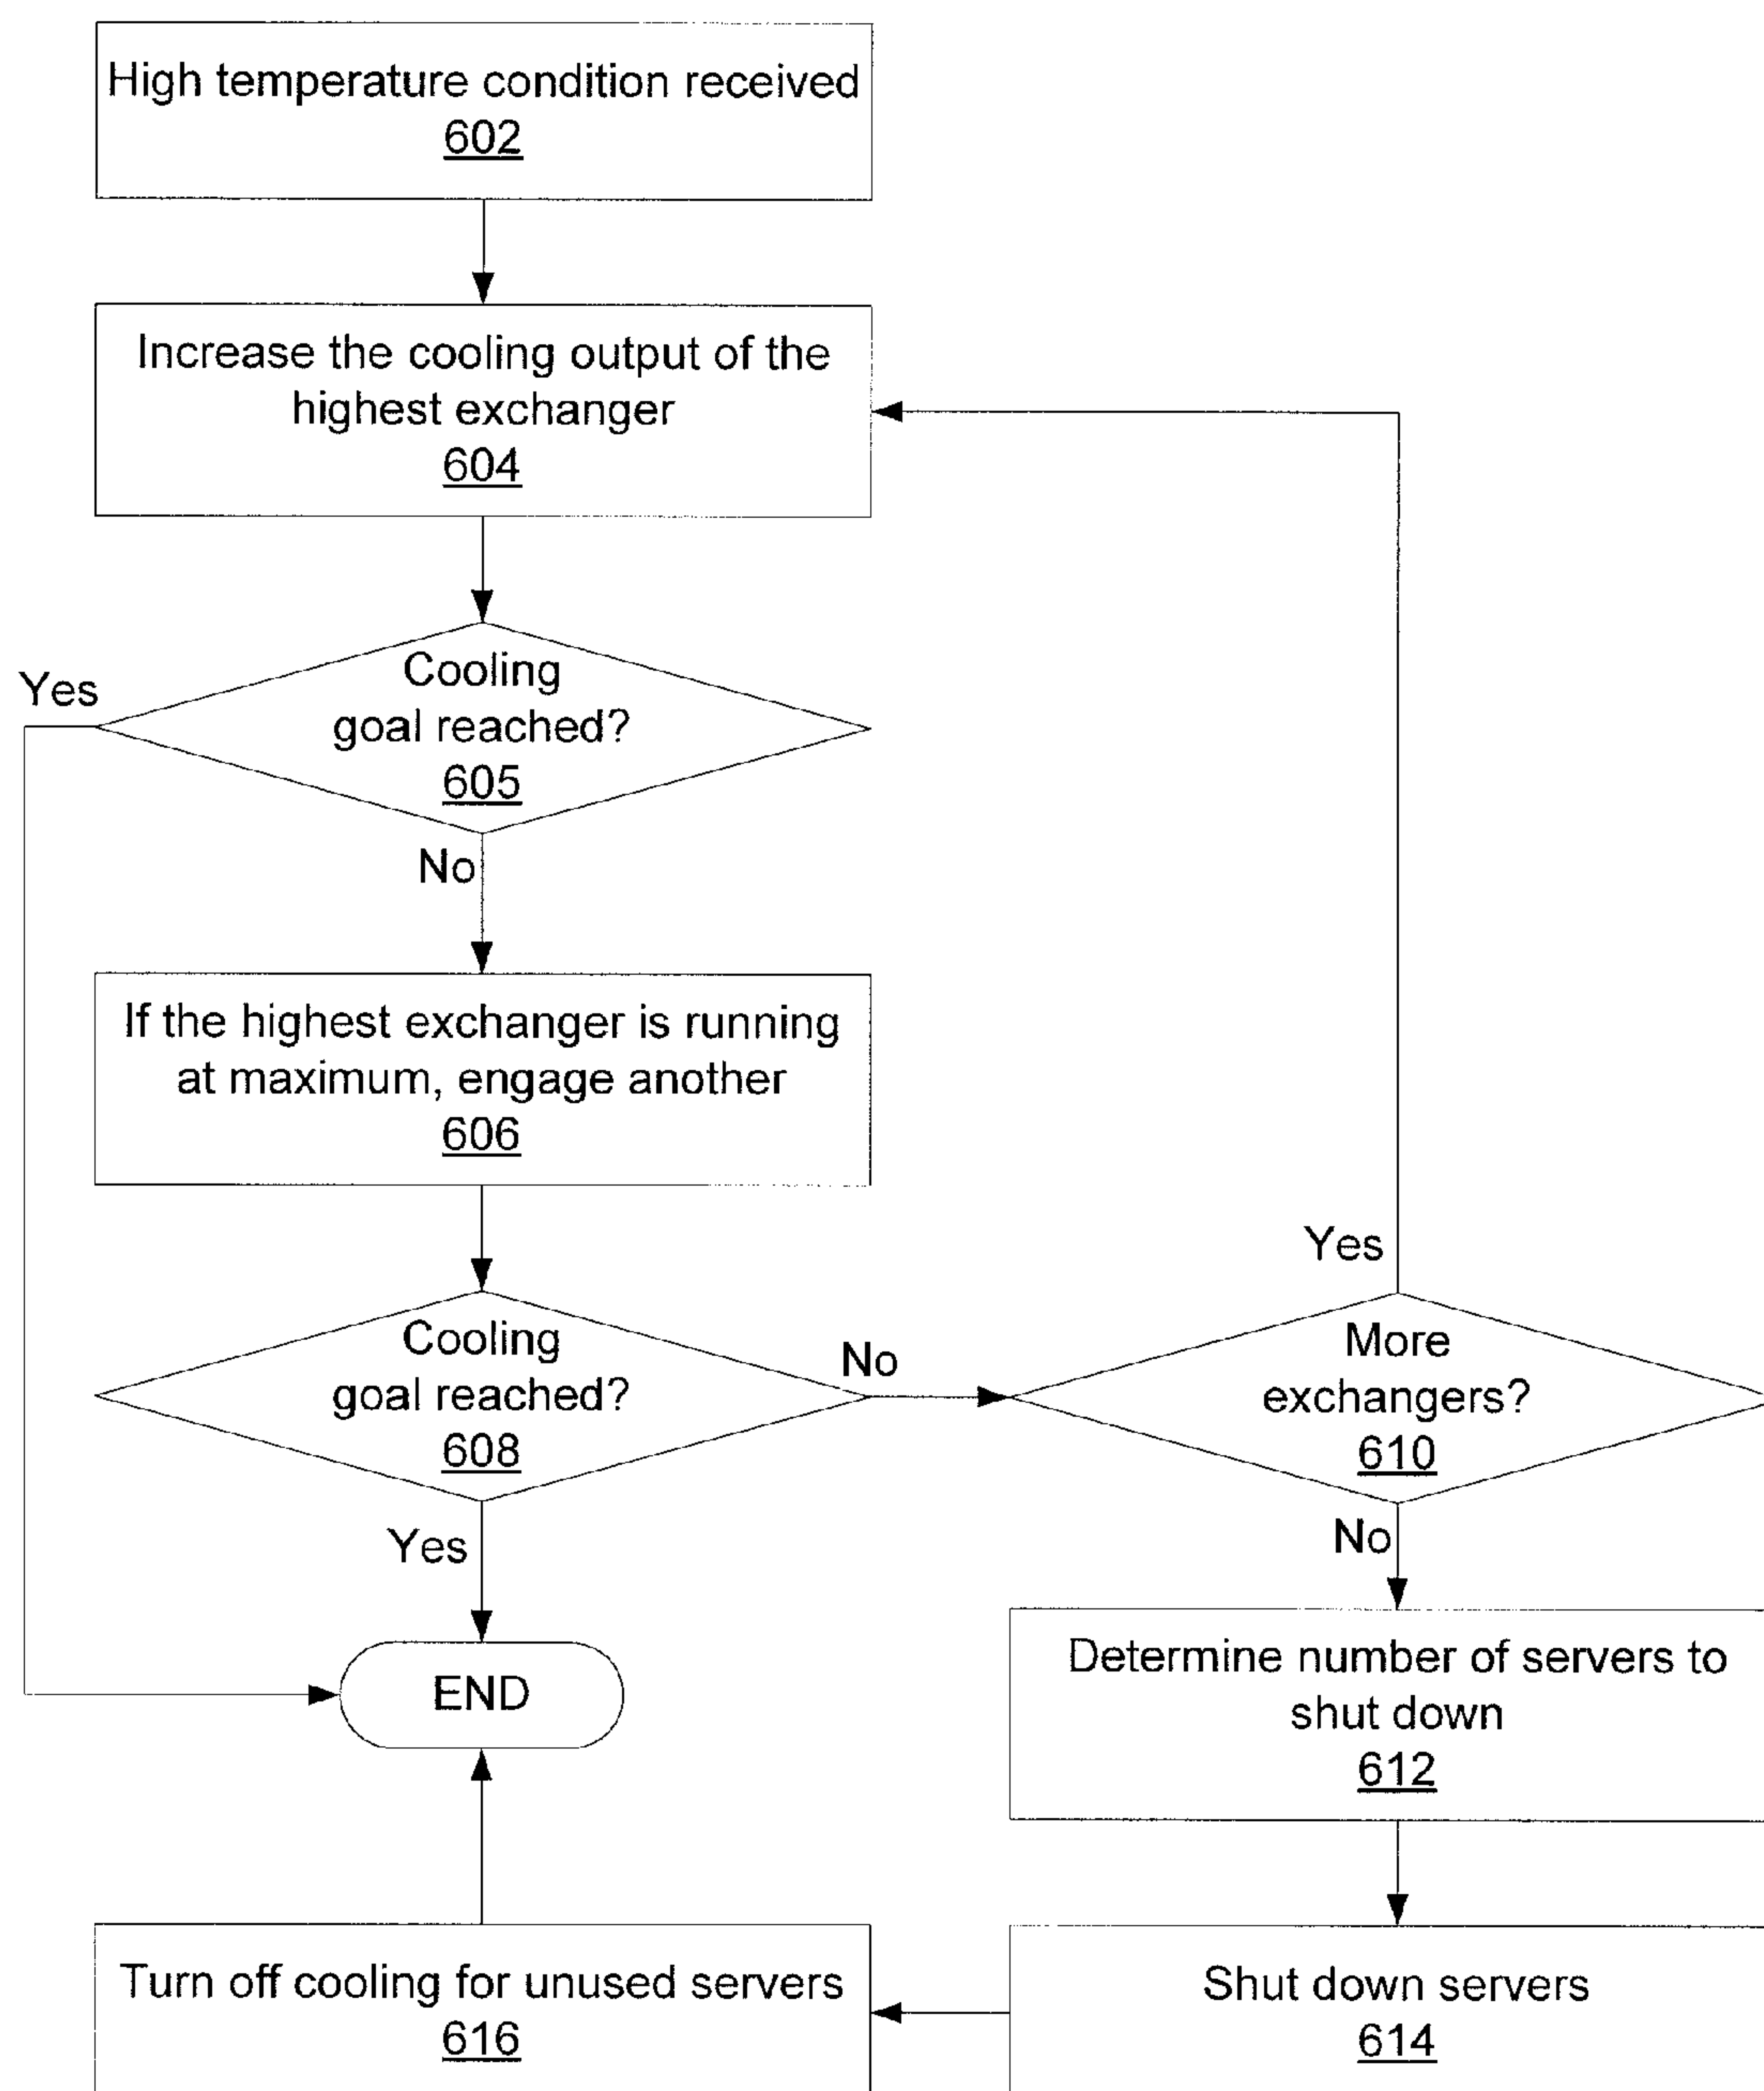 High temperature condition received
602
Increase the cooling output of the
highest exchanger
604
Cooling
goal reached?
605
Yes
No
If the highest exchanger is running
at maximum, engage another
606
Cooling
goal reached?
608
No
Yes
More
exchangers?
610
Yes
No
Determine number of servers to
shut down
612
Shut down servers
614
Turn off cooling for unused servers
616
END